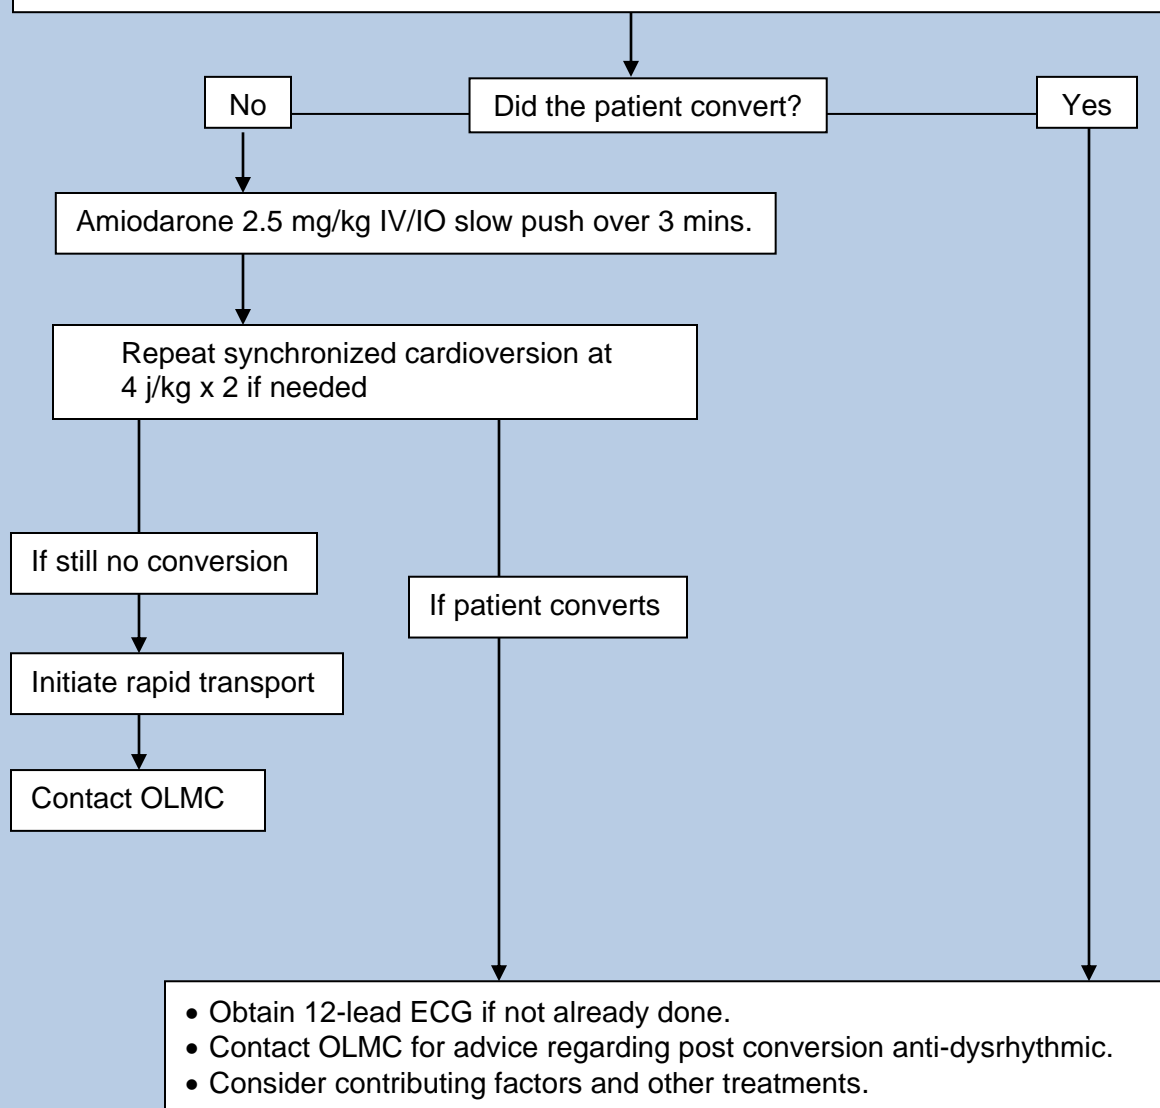 Did the patient convert?
No
Yes
Amiodarone 2.5 mg/kg IV/IO slow push over 3 mins.
Repeat synchronized cardioversion at
4 j/kg x 2 if needed
If still no conversion
If patient converts
Initiate rapid transport
Contact OLMC
• Obtain 12-lead ECG if not already done.
• Contact OLMC for advice regarding post conversion anti-dysrhythmic.
• Consider contributing factors and other treatments.